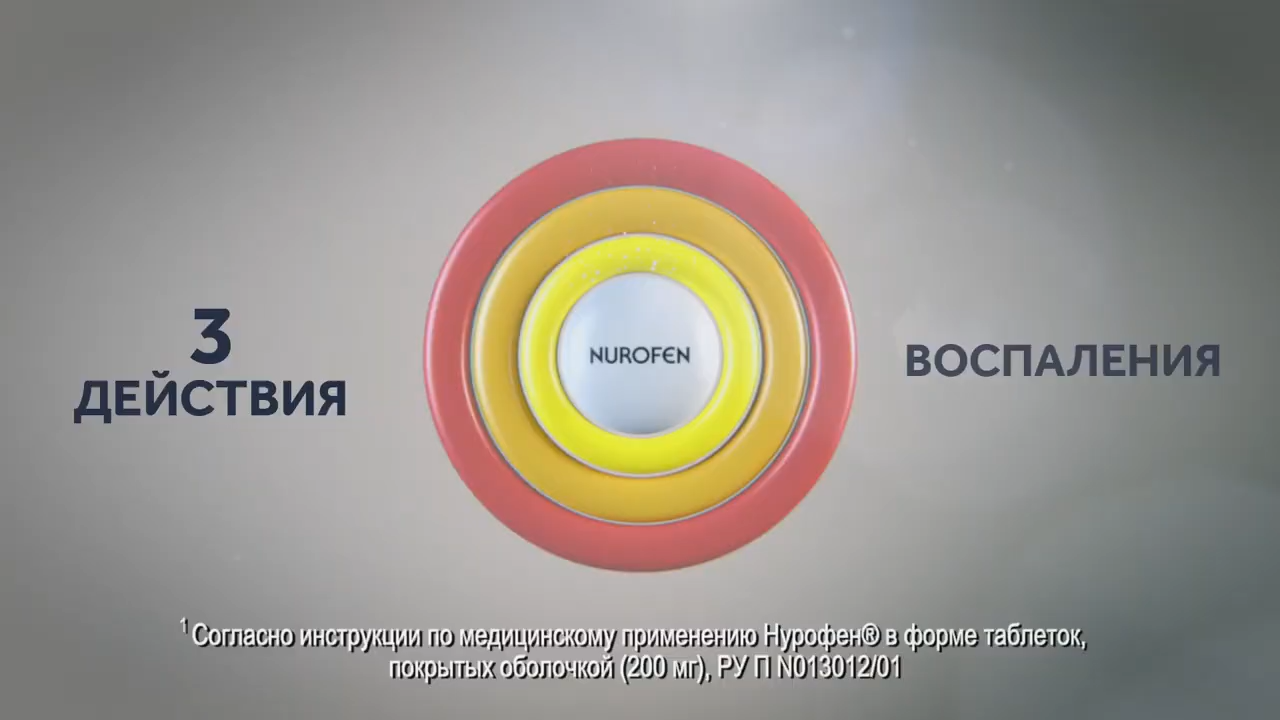 3
ДЕЙСТВИЯ
NUROFEN
ВОСПАЛЕНИЯ
¹ Согласно инструкции по медицинскому применению Нурофен® в форме таблеток,
покрытых оболочкой (200 мг), РУ П N013012/01